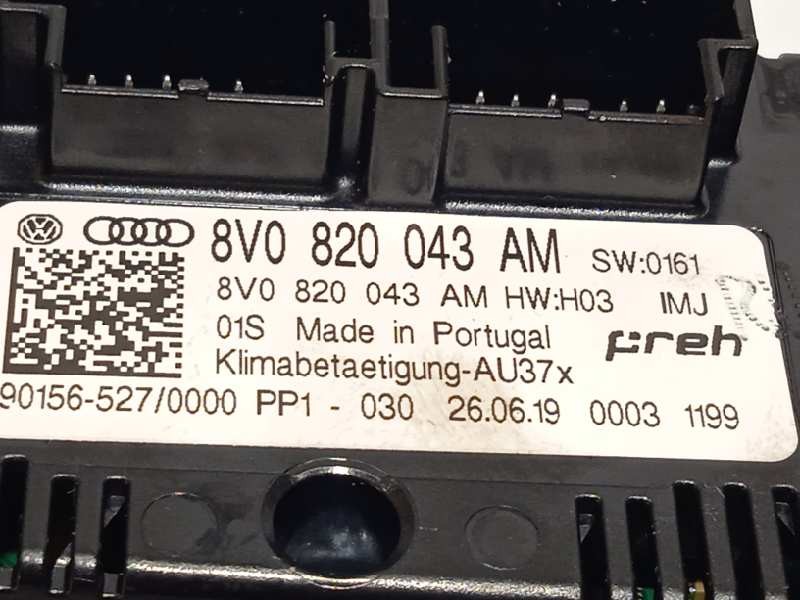 8V0 820 043 AM SW:0161
8V0 820 043 AM HW:H03 IMJ
01S Made in Portugal preh
Klimabetaetigung-AU37x
90156-527/0000 PP1 - 030 26.06.19 0003 1199